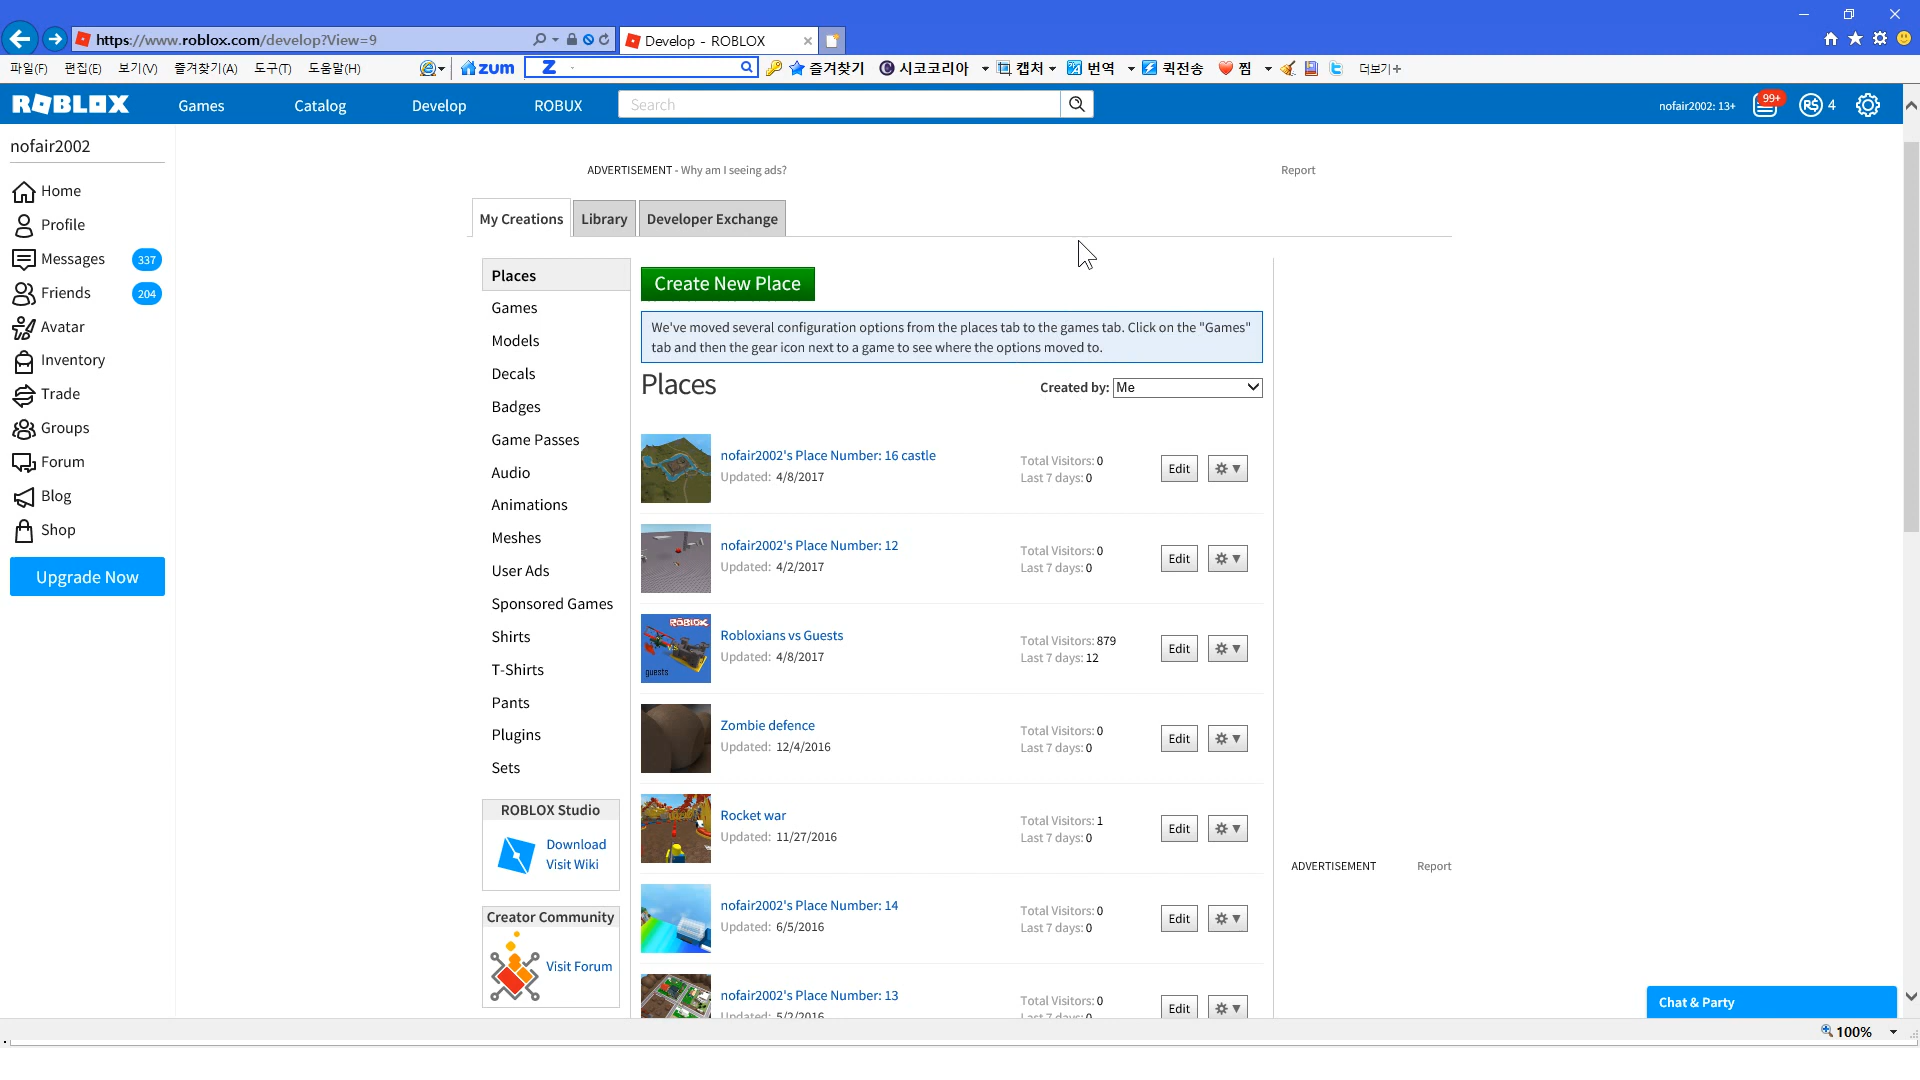 https://www.roblox.com/develop?View=9
Develop - ROBLOX
파일(F) 편집(E) 보기(V) 즐겨찾기(A) 도구(T) 도움말(H)
zum
Z
즐겨찾기 시코코리아 캡처 번역 퀵전송 찜 더보기+
ROBLOX Games Catalog Develop ROBUX Search
nofair2002: 13+ 99+ R$ 4
nofair2002
Home
Profile
Messages 337
Friends 204
Avatar
Inventory
Trade
Groups
Forum
Blog
Shop
Upgrade Now
ADVERTISEMENT - Why am I seeing ads? Report
My Creations Library Developer Exchange
Places
Games
Models
Decals
Badges
Game Passes
Audio
Animations
Meshes
User Ads
Sponsored Games
Shirts
T-Shirts
Pants
Plugins
Sets
ROBLOX Studio
Download
Visit Wiki
Creator Community
Visit Forum
Create New Place
We've moved several configuration options from the places tab to the games tab. Click on the "Games"
tab and then the gear icon next to a game to see where the options moved to.
Places
Created by: Me
nofair2002's Place Number: 16 castle
Updated: 4/8/2017
Total Visitors: 0
Last 7 days: 0
Edit
nofair2002's Place Number: 12
Updated: 4/2/2017
Total Visitors: 0
Last 7 days: 0
Edit
ROBLOX
vs
guests
Robloxians vs Guests
Updated: 4/8/2017
Total Visitors: 879
Last 7 days: 12
Edit
Zombie defence
Updated: 12/4/2016
Total Visitors: 0
Last 7 days: 0
Edit
Rocket war
Updated: 11/27/2016
Total Visitors: 1
Last 7 days: 0
Edit
nofair2002's Place Number: 14
Updated: 6/5/2016
Total Visitors: 0
Last 7 days: 0
Edit
nofair2002's Place Number: 13
Updated: 5/2/2016
Total Visitors: 0
Last 7 days: 0
Edit
ADVERTISEMENT Report
Chat & Party
100%